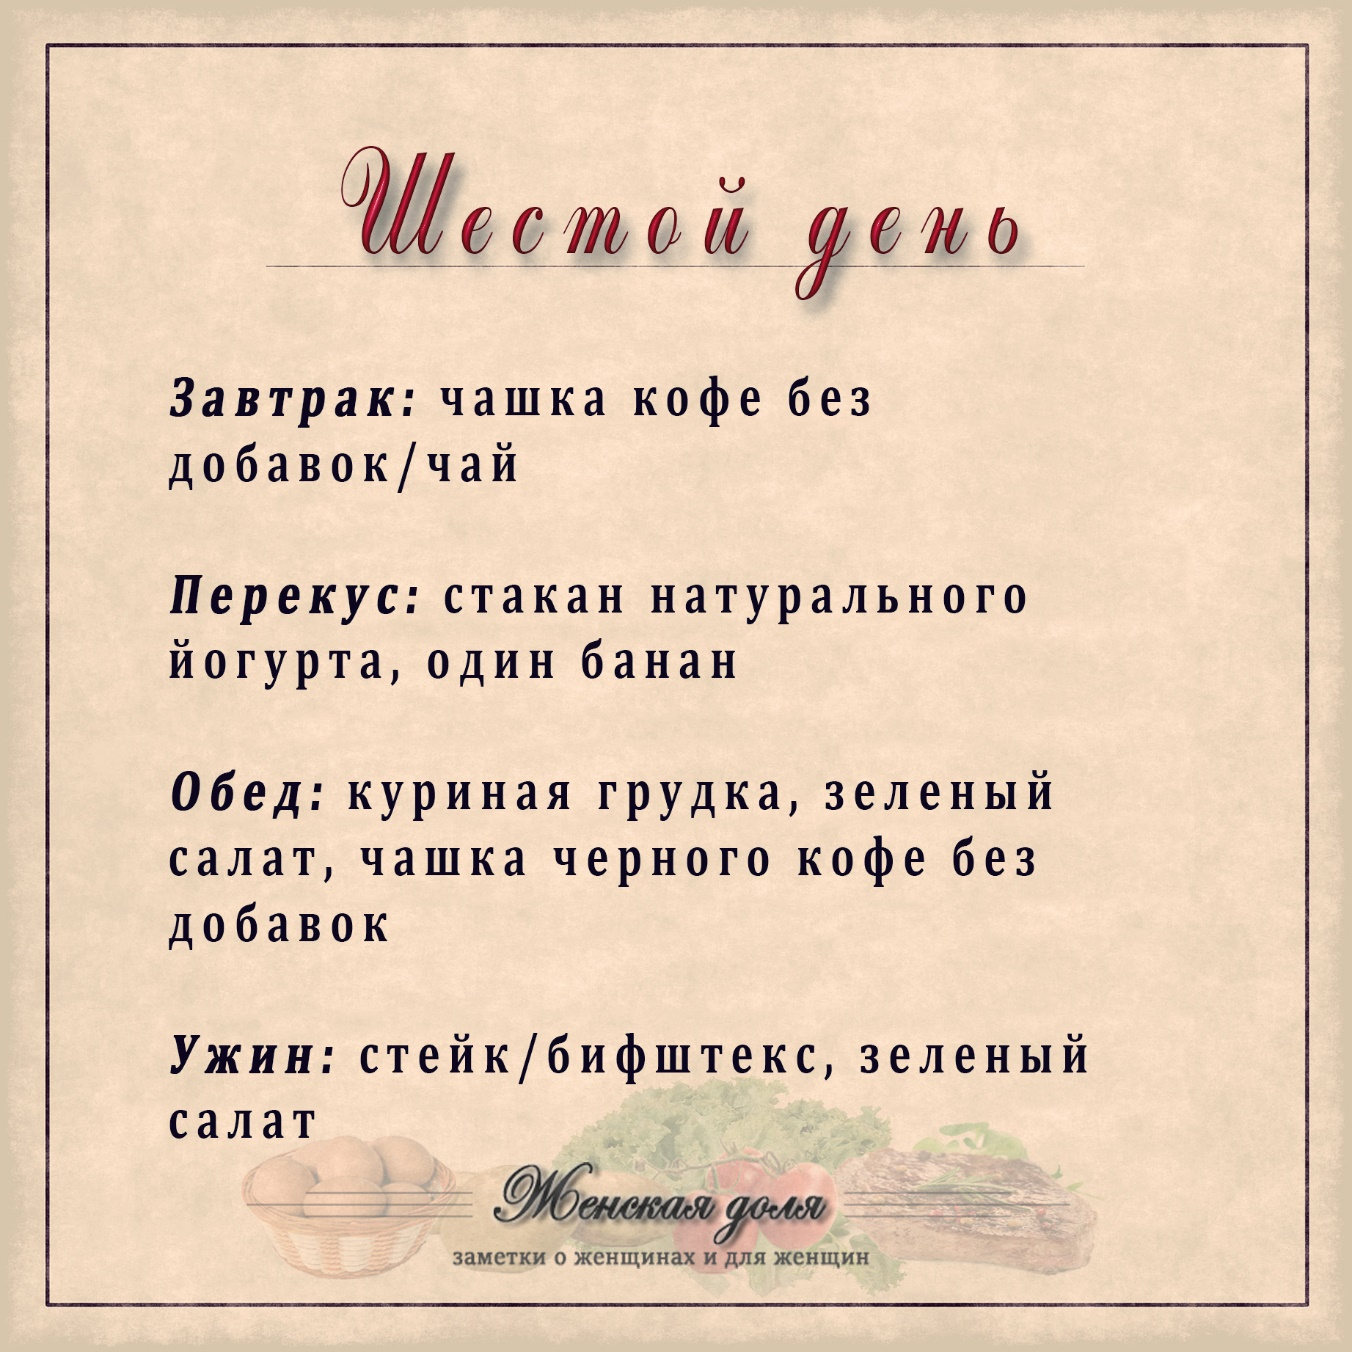 Шестой день
Завтрак: чашка кофе без
добавок/чай
Перекус: стакан натурального
йогурта, один банан
Обед: куриная грудка, зеленый
салат, чашка черного кофе без
добавок
Ужин: стейк/бифштекс, зеленый
салат
Женская доля
заметки о женщинах и для женщин